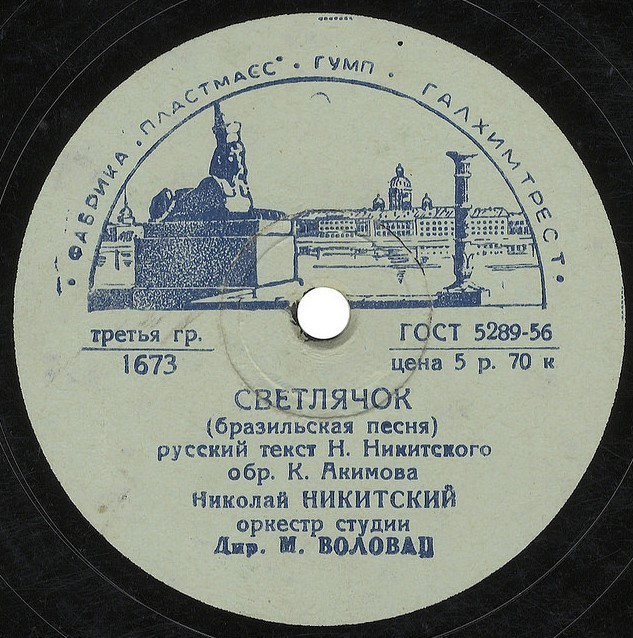 • ФАБРИКА • ПЛАСТМАСС • ГУМП • ГАЛХИМТРЕСТ •
третья гр.
1673
ГОСТ 5289-56
цена 5 р. 70 к
СВЕТЛЯЧОК
(бразильская песня)
русский текст Н. Никитского
обр. К. Акимова
Николай НИКИТСКИЙ
оркестр студии
Дир. М. ВОЛОВАЦ